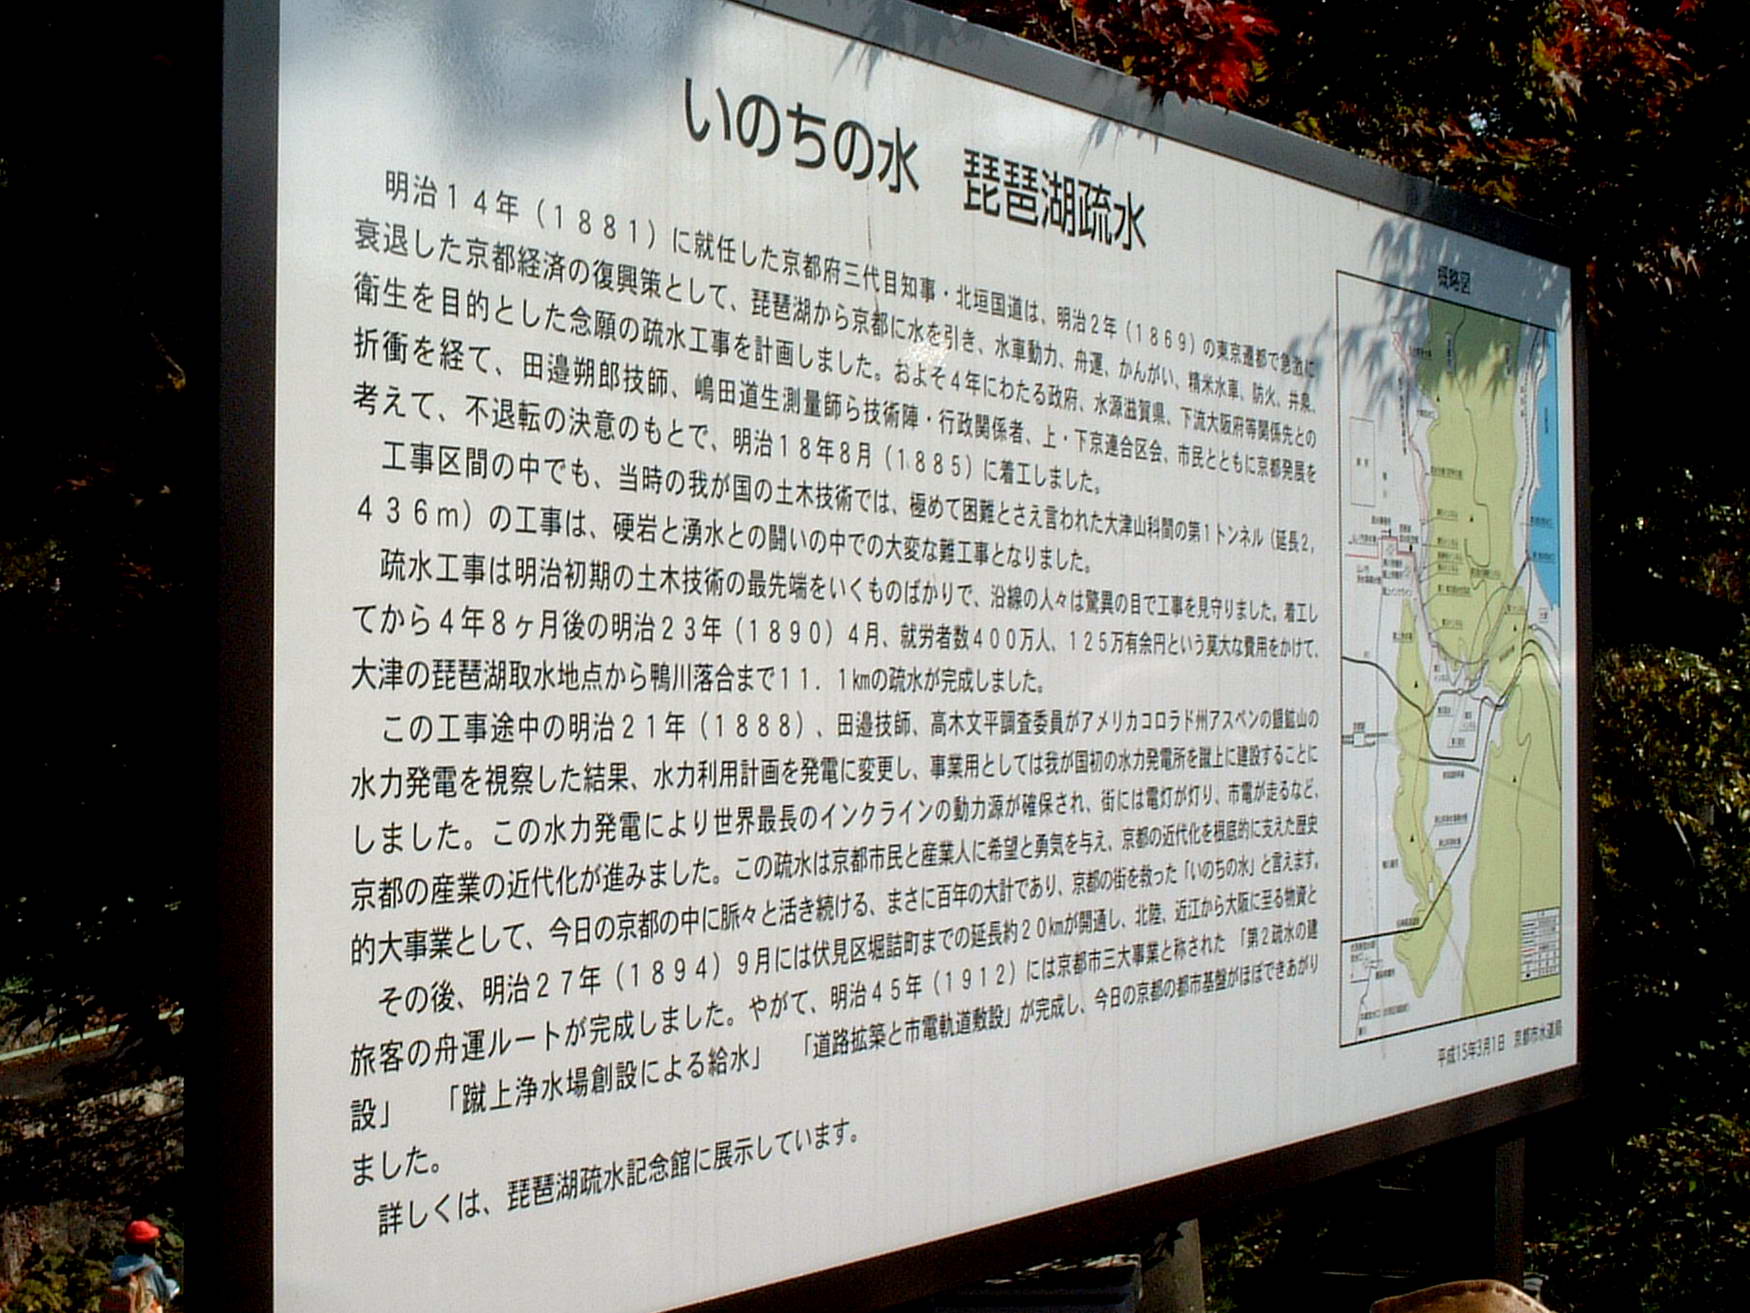 いのちの水　琵琶湖疏水
明治１４年（１８８１）に就任した京都府三代目知事・北垣国道は、明治２年（１８６９）の東京遷都で急激に
衰退した京都経済の復興策として、琵琶湖から京都に水を引き、水車動力、舟運、かんがい、精米水車、防火、井泉、
衛生を目的とした念願の疏水工事を計画しました。およそ４年にわたる政府、水源滋賀県、下流大阪府等関係先との
折衝を経て、田邉朔郎技師、嶋田道生測量師ら技術陣・行政関係者、上・下京連合区会、市民とともに京都発展を
考えて、不退転の決意のもとで、明治１８年８月（１８８５）に着工しました。
工事区間の中でも、当時の我が国の土木技術では、極めて困難とさえ言われた大津山科間の第１トンネル（延長２，
４３６ｍ）の工事は、硬岩と湧水との闘いの中での大変な難工事となりました。
疏水工事は明治初期の土木技術の最先端をいくものばかりで、沿線の人々は驚異の目で工事を見守りました。着工し
てから４年８ヶ月後の明治２３年（１８９０）４月、就労者数４００万人、１２５万有余円という莫大な費用をかけて、
大津の琵琶湖取水地点から鴨川落合まで１１．１㎞の疏水が完成しました。
この工事途中の明治２１年（１８８８）、田邉技師、高木文平調査委員がアメリカコロラド州アスペンの銀鉱山の
水力発電を視察した結果、水力利用計画を発電に変更し、事業用としては我が国初の水力発電所を蹴上に建設することに
しました。この水力発電により世界最長のインクラインの動力源が確保され、街には電灯が灯り、市電が走るなど、
京都の産業の近代化が進みました。この疏水は京都市民と産業人に希望と勇気を与え、京都の近代化を根底的に支えた歴史
的大事業として、今日の京都の中に脈々と活き続ける、まさに百年の大計であり、京都の街を救った「いのちの水」と言えます。
その後、明治２７年（１８９４）９月には伏見区堀詰町までの延長約２０㎞が開通し、北陸、近江から大阪に至る物資と
旅客の舟運ルートが完成しました。やがて、明治４５年（１９１２）には京都市三大事業と称された　「第２疏水の建
設」　「蹴上浄水場創設による給水」　「道路拡築と市電軌道敷設」が完成し、今日の京都の都市基盤がほぼできあがり
ました。
詳しくは、琵琶湖疏水記念館に展示しています。
概略図
平成15年3月1日　京都市水道局